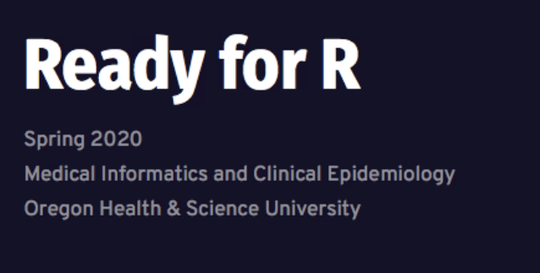 Ready for R
Spring 2020
Medical Informatics and Clinical Epidemiology
Oregon Health & Science University